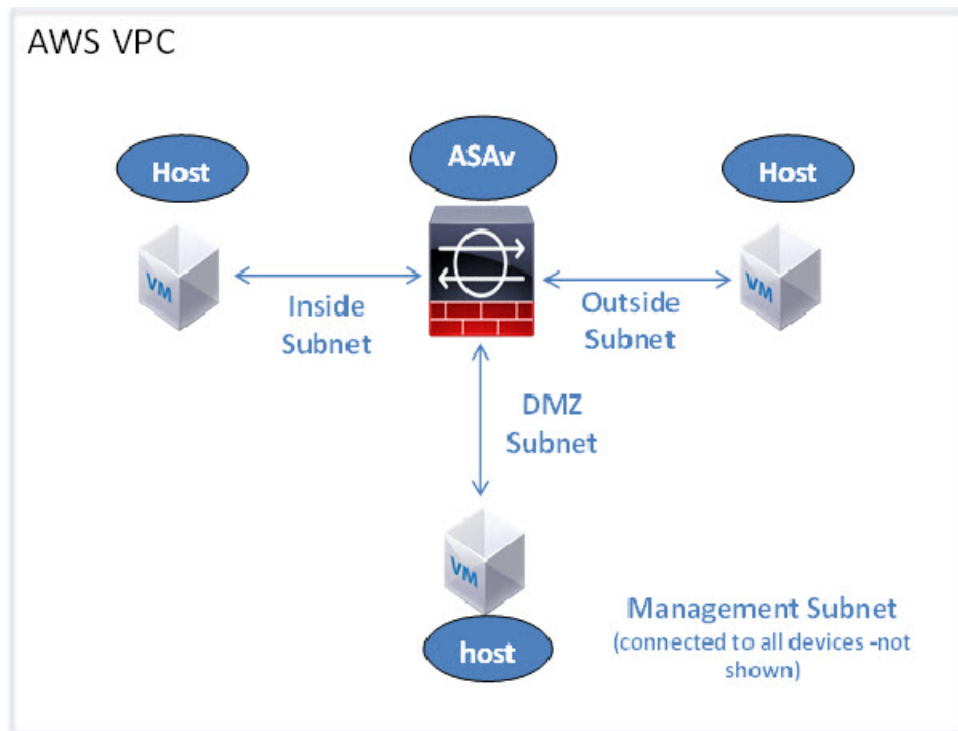 AWS VPC
Host
ASAv
Host
VM
VM
Inside
Subnet
Outside
Subnet
DMZ
Subnet
VM
host
Management Subnet
(connected to all devices -not
shown)